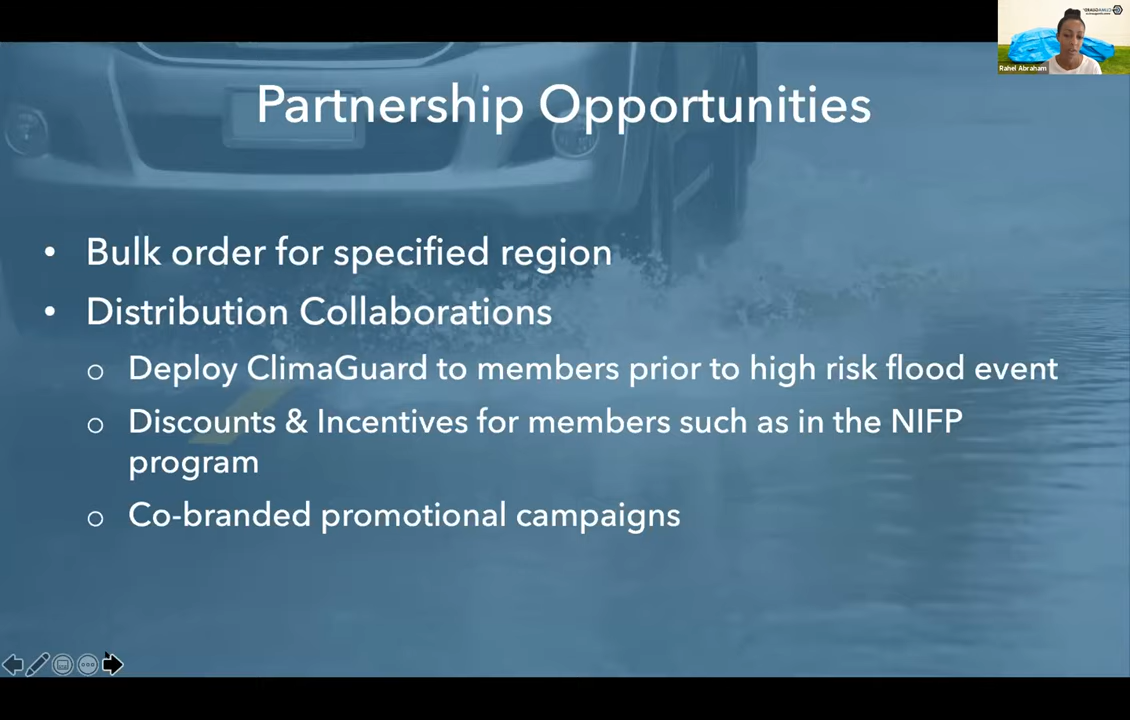 Rahel Abraham
Partnership Opportunities
• Bulk order for specified region
• Distribution Collaborations
o Deploy ClimaGuard to members prior to high risk flood event
o Discounts & Incentives for members such as in the NIFP
program
o Co-branded promotional campaigns